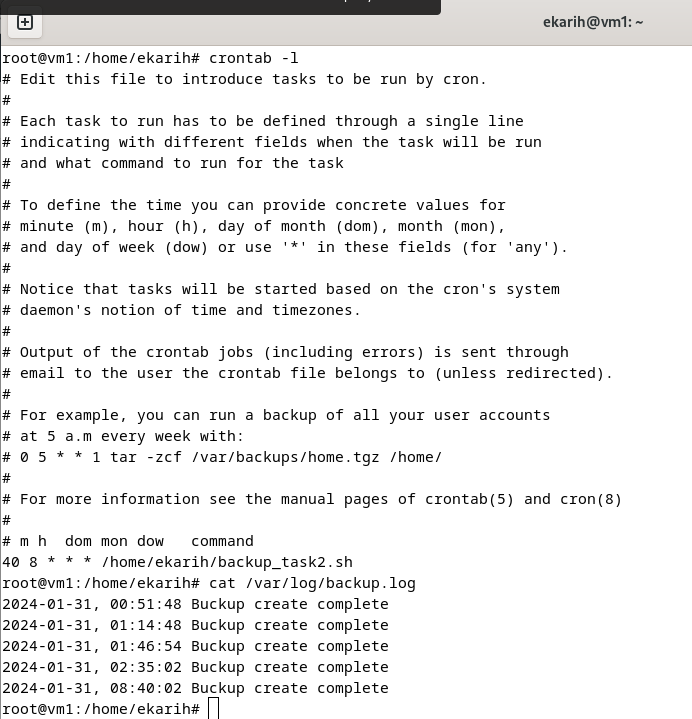 ekarih@vm1: ~
root@vm1:/home/ekarih# crontab -l
# Edit this file to introduce tasks to be run by cron.
#
# Each task to run has to be defined through a single line
# indicating with different fields when the task will be run
# and what command to run for the task
#
# To define the time you can provide concrete values for
# minute (m), hour (h), day of month (dom), month (mon),
# and day of week (dow) or use '*' in these fields (for 'any').
#
# Notice that tasks will be started based on the cron's system
# daemon's notion of time and timezones.
#
# Output of the crontab jobs (including errors) is sent through
# email to the user the crontab file belongs to (unless redirected).
#
# For example, you can run a backup of all your user accounts
# at 5 a.m every week with:
# 0 5 * * 1 tar -zcf /var/backups/home.tgz /home/
#
# For more information see the manual pages of crontab(5) and cron(8)
#
# m h  dom mon dow   command
40 8 * * * /home/ekarih/backup_task2.sh
root@vm1:/home/ekarih# cat /var/log/backup.log
2024-01-31, 00:51:48 Buckup create complete
2024-01-31, 01:14:48 Buckup create complete
2024-01-31, 01:46:54 Buckup create complete
2024-01-31, 02:35:02 Buckup create complete
2024-01-31, 08:40:02 Buckup create complete
root@vm1:/home/ekarih#